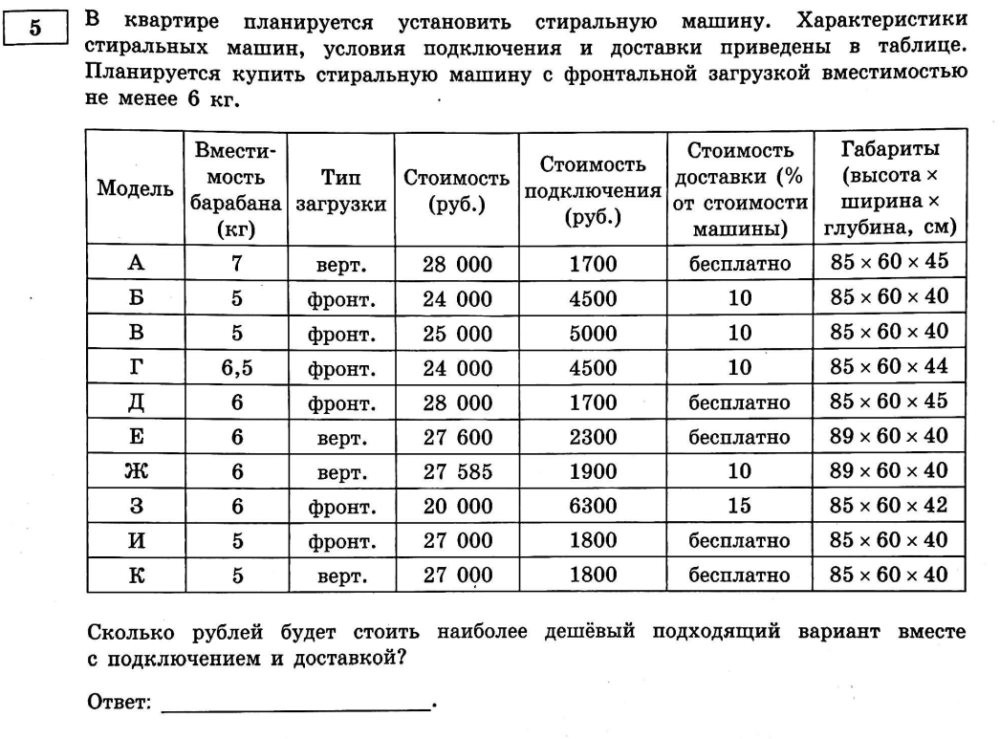 5
В квартире планируется установить стиральную машину. Характеристики
стиральных машин, условия подключения и доставки приведены в таблице.
Планируется купить стиральную машину с фронтальной загрузкой вместимостью
не менее 6 кг.
Модель | Вмести-мость барабана (кг) | Тип загрузки | Стоимость (руб.) | Стоимость подключения (руб.) | Стоимость доставки (% от стоимости машины) | Габариты (высота × ширина × глубина, см)
А | 7 | верт. | 28 000 | 1700 | бесплатно | 85 × 60 × 45
Б | 5 | фронт. | 24 000 | 4500 | 10 | 85 × 60 × 40
В | 5 | фронт. | 25 000 | 5000 | 10 | 85 × 60 × 40
Г | 6,5 | фронт. | 24 000 | 4500 | 10 | 85 × 60 × 44
Д | 6 | фронт. | 28 000 | 1700 | бесплатно | 85 × 60 × 45
Е | 6 | верт. | 27 600 | 2300 | бесплатно | 89 × 60 × 40
Ж | 6 | верт. | 27 585 | 1900 | 10 | 89 × 60 × 40
З | 6 | фронт. | 20 000 | 6300 | 15 | 85 × 60 × 42
И | 5 | фронт. | 27 000 | 1800 | бесплатно | 85 × 60 × 40
К | 5 | верт. | 27 000 | 1800 | бесплатно | 85 × 60 × 40
Сколько рублей будет стоить наиболее дешёвый подходящий вариант вместе
с подключением и доставкой?
Ответ: ____________________.